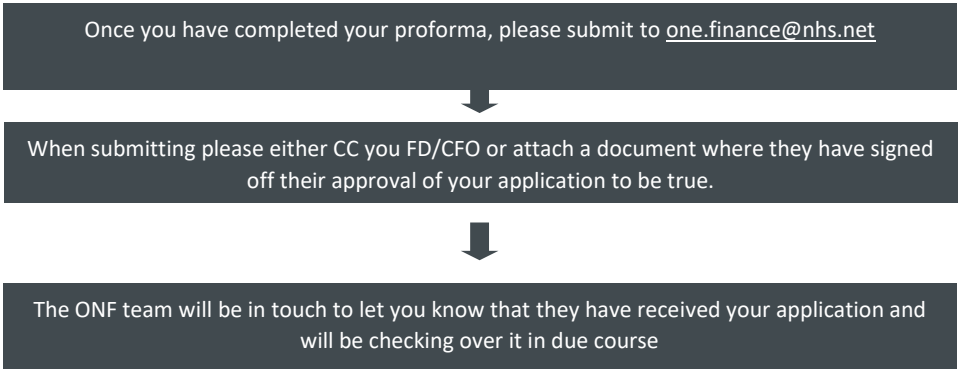 Once you have completed your proforma, please submit to one.finance@nhs.net
When submitting please either CC you FD/CFO or attach a document where they have signed
off their approval of your application to be true.
The ONF team will be in touch to let you know that they have received your application and
will be checking over it in due course